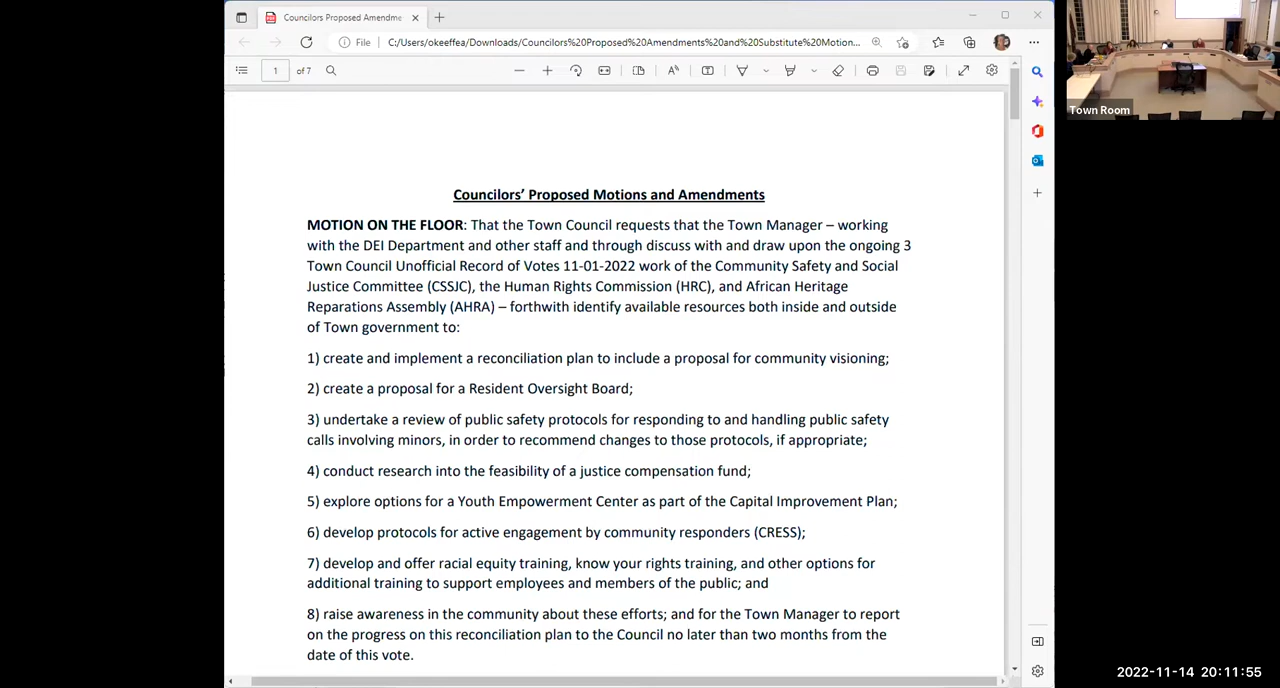 Councilors Proposed Amendme
File
C:/Users/okeeffea/Downloads/Councilors%20Proposed%20Amendments%20and%20Substitute%20Motion...
1 of 7
Town Room
Councilors' Proposed Motions and Amendments
MOTION ON THE FLOOR: That the Town Council requests that the Town Manager – working
with the DEI Department and other staff and through discuss with and draw upon the ongoing 3
Town Council Unofficial Record of Votes 11-01-2022 work of the Community Safety and Social
Justice Committee (CSSJC), the Human Rights Commission (HRC), and African Heritage
Reparations Assembly (AHRA) – forthwith identify available resources both inside and outside
of Town government to:
1) create and implement a reconciliation plan to include a proposal for community visioning;
2) create a proposal for a Resident Oversight Board;
3) undertake a review of public safety protocols for responding to and handling public safety
calls involving minors, in order to recommend changes to those protocols, if appropriate;
4) conduct research into the feasibility of a justice compensation fund;
5) explore options for a Youth Empowerment Center as part of the Capital Improvement Plan;
6) develop protocols for active engagement by community responders (CRESS);
7) develop and offer racial equity training, know your rights training, and other options for
additional training to support employees and members of the public; and
8) raise awareness in the community about these efforts; and for the Town Manager to report
on the progress on this reconciliation plan to the Council no later than two months from the
date of this vote.
2022-11-14 20:11:55